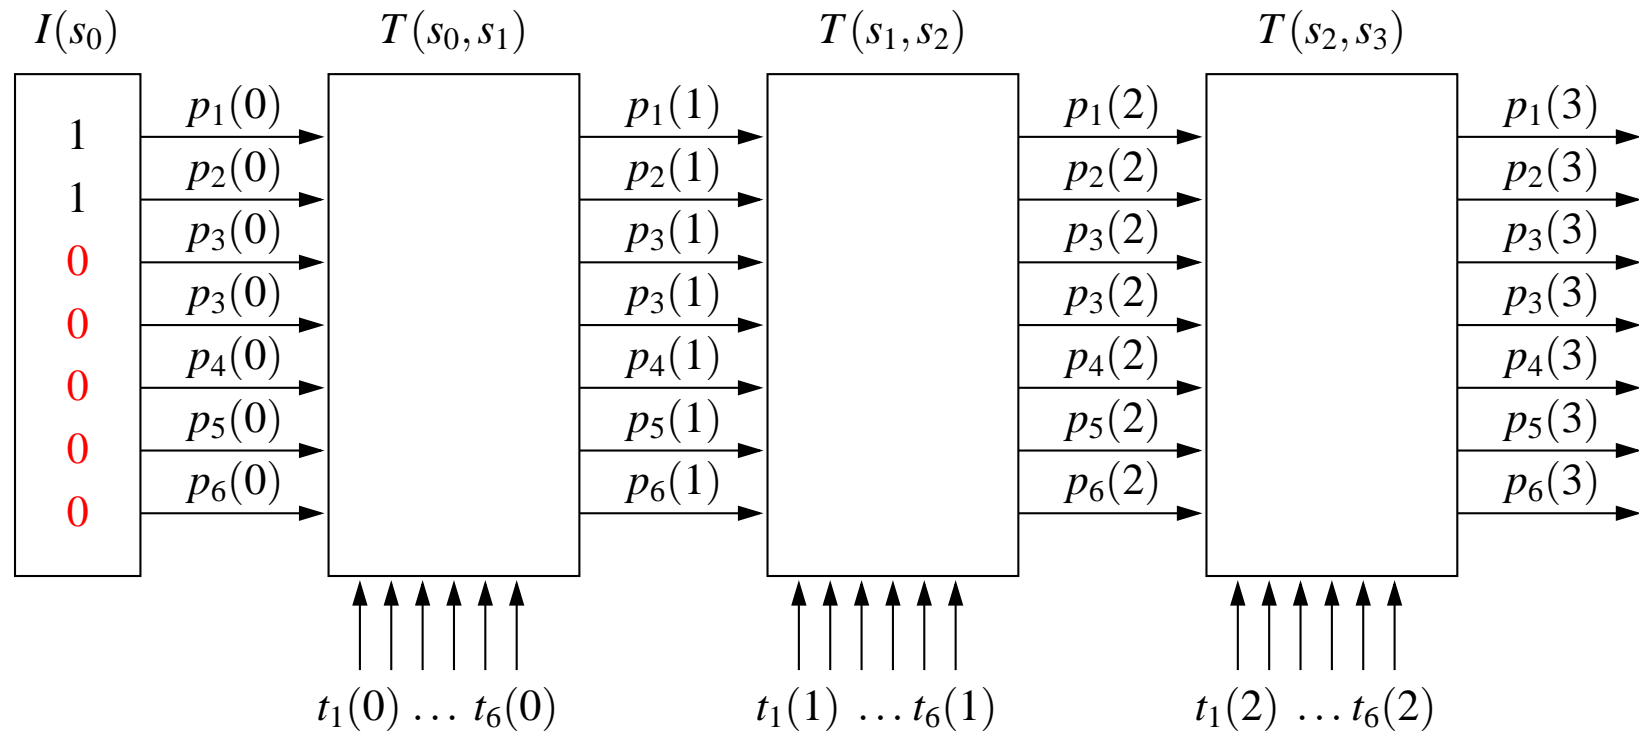 I(s₀) T(s₀,s₁) T(s₁,s₂) T(s₂,s₃)
1 p₁(0) p₁(1) p₁(2) p₁(3)
1 p₂(0) p₂(1) p₂(2) p₂(3)
0 p₃(0) p₃(1) p₃(2) p₃(3)
0 p₃(0) p₃(1) p₃(2) p₃(3)
0 p₄(0) p₄(1) p₄(2) p₄(3)
0 p₅(0) p₅(1) p₅(2) p₅(3)
0 p₆(0) p₆(1) p₆(2) p₆(3)
t₁(0) … t₆(0) t₁(1) … t₆(1) t₁(2) … t₆(2)